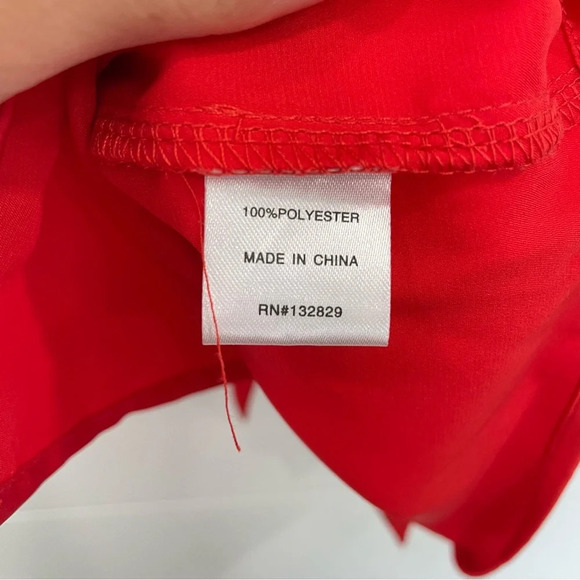 100%POLYESTER
MADE IN CHINA
RN#132829